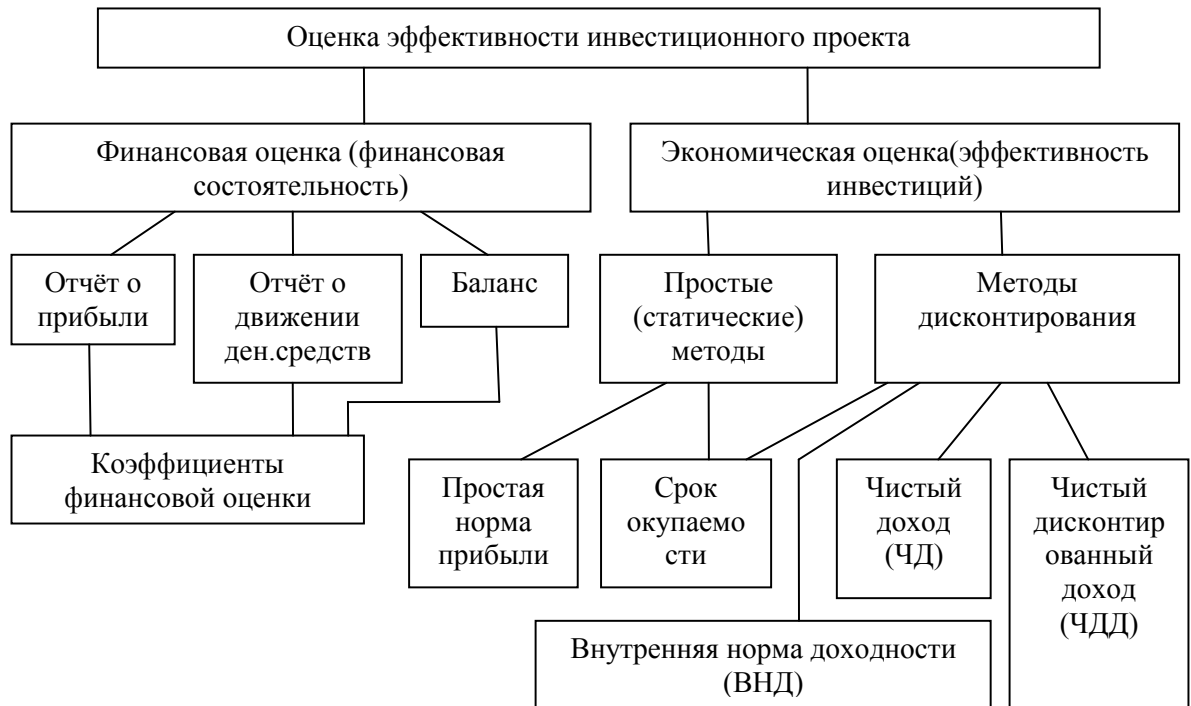 Оценка эффективности инвестиционного проекта
Финансовая оценка (финансовая
состоятельность)
Экономическая оценка(эффективность
инвестиций)
Отчёт о
прибыли
Отчёт о
движении
ден.средств
Баланс
Простые
(статические)
методы
Методы
дисконтирования
Коэффициенты
финансовой оценки
Простая
норма
прибыли
Срок
окупаемо
сти
Чистый
доход
(ЧД)
Чистый
дисконтир
ованный
доход
(ЧДД)
Внутренняя норма доходности
(ВНД)